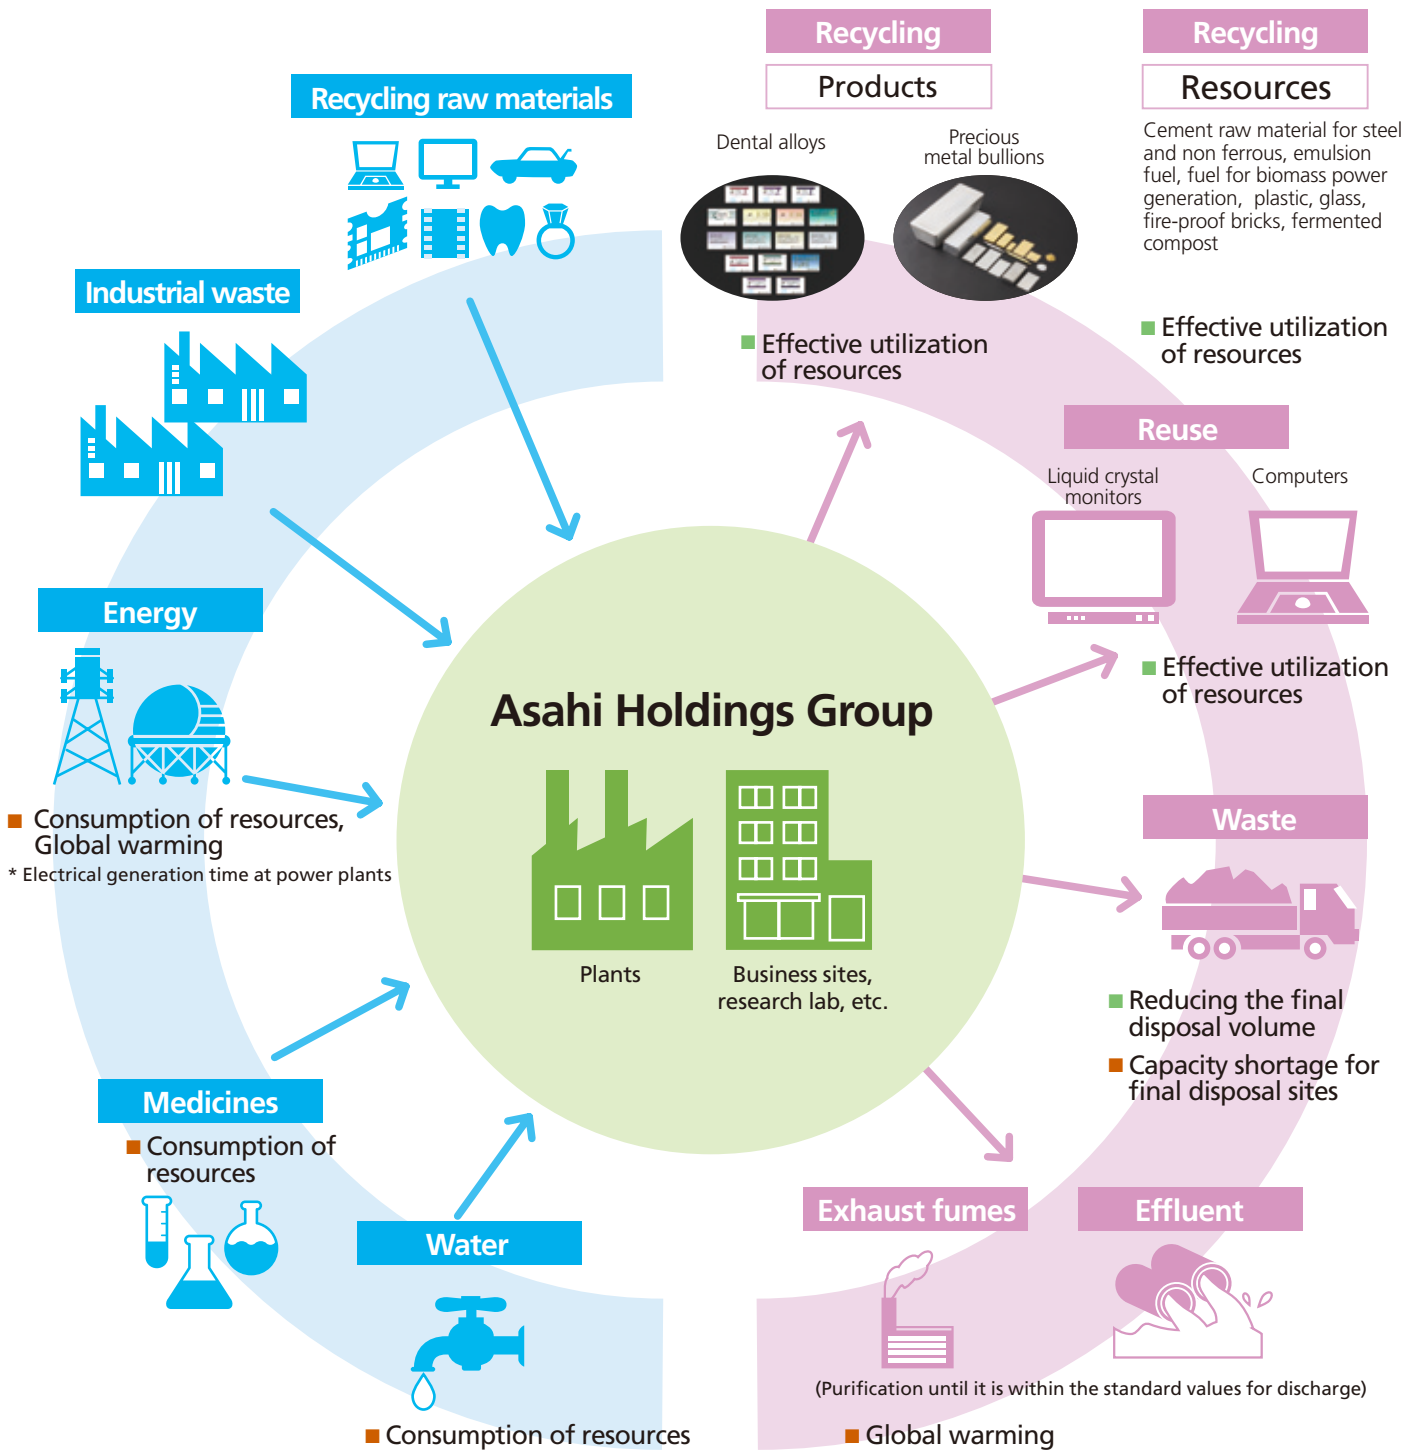 Recycling raw materials
Industrial waste
Energy
Consumption of resources,
Global warming
* Electrical generation time at power plants
Medicines
Consumption of
resources
Water
Consumption of resources
Asahi Holdings Group
Plants
Business sites,
research lab, etc.
Recycling
Products
Dental alloys
Precious
metal bullions
Effective utilization
of resources
Recycling
Resources
Cement raw material for steel
and non ferrous, emulsion
fuel, fuel for biomass power
generation, plastic, glass,
fire-proof bricks, fermented
compost
Effective utilization
of resources
Reuse
Liquid crystal
monitors
Computers
Effective utilization
of resources
Waste
Reducing the final
disposal volume
Capacity shortage for
final disposal sites
Exhaust fumes
Effluent
(Purification until it is within the standard values for discharge)
Global warming